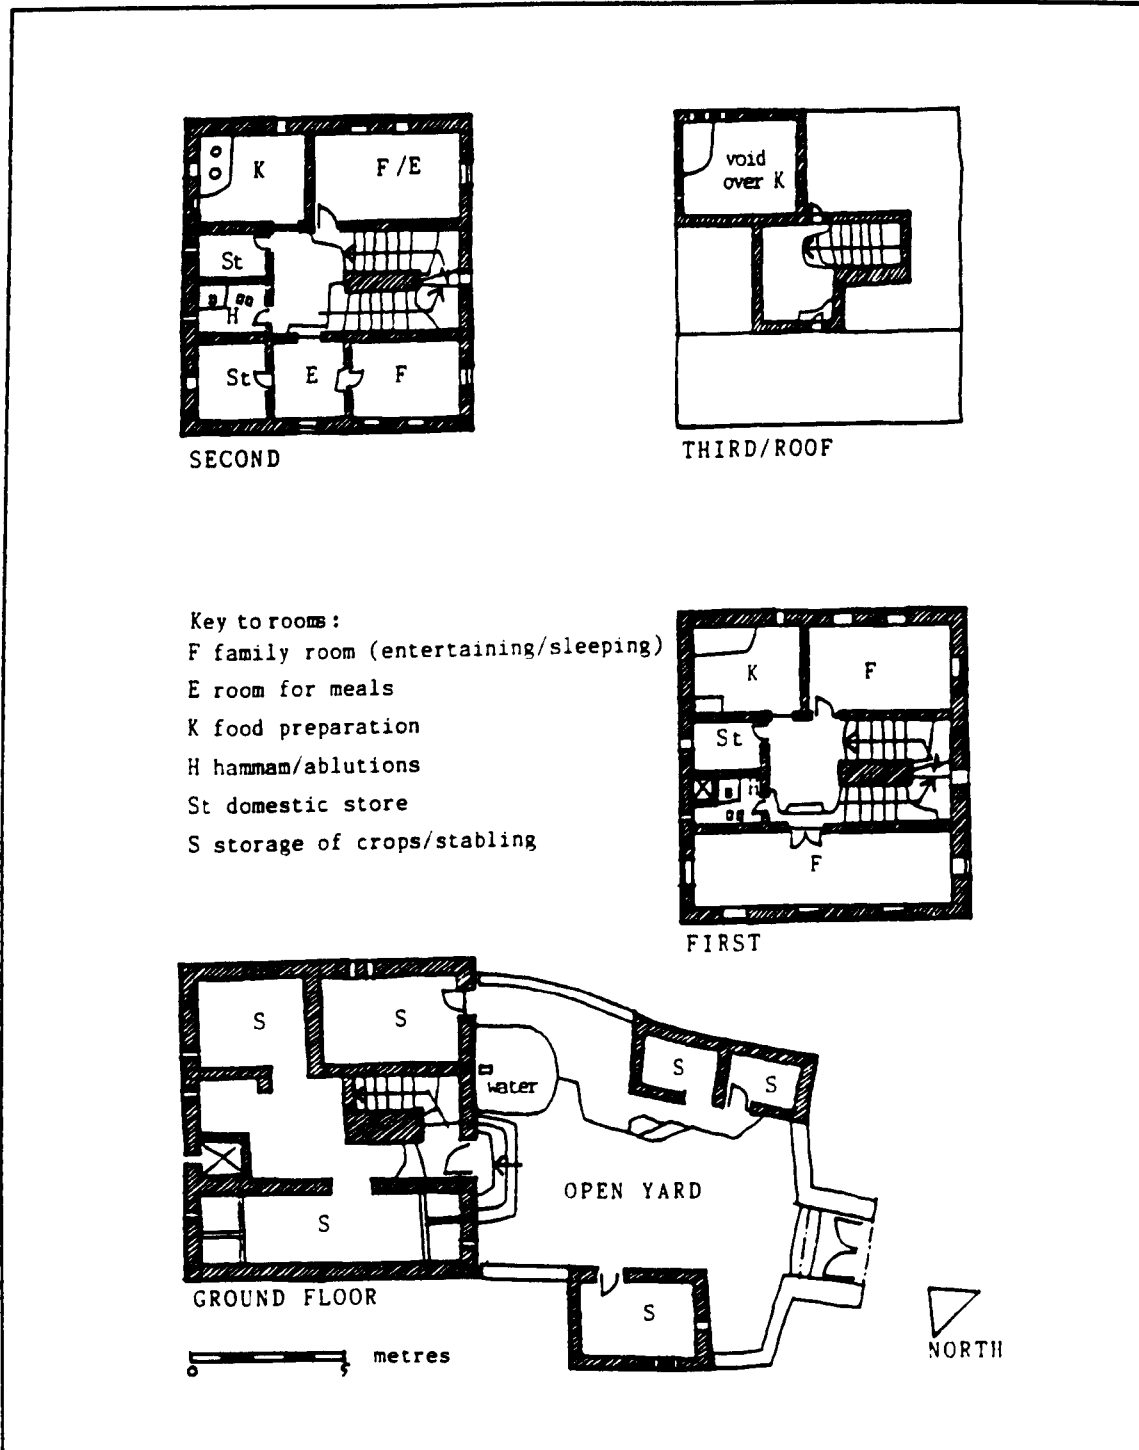 K
F/E
St
H
St
E
F
SECOND
void
over K
THIRD/ROOF
Key to rooms:
F family room (entertaining/sleeping)
E room for meals
K food preparation
H hammam/ablutions
St domestic store
S storage of crops/stabling
K
F
St
H
F
FIRST
S
S
water
S
S
S
OPEN YARD
S
GROUND FLOOR
0
5
metres
NORTH